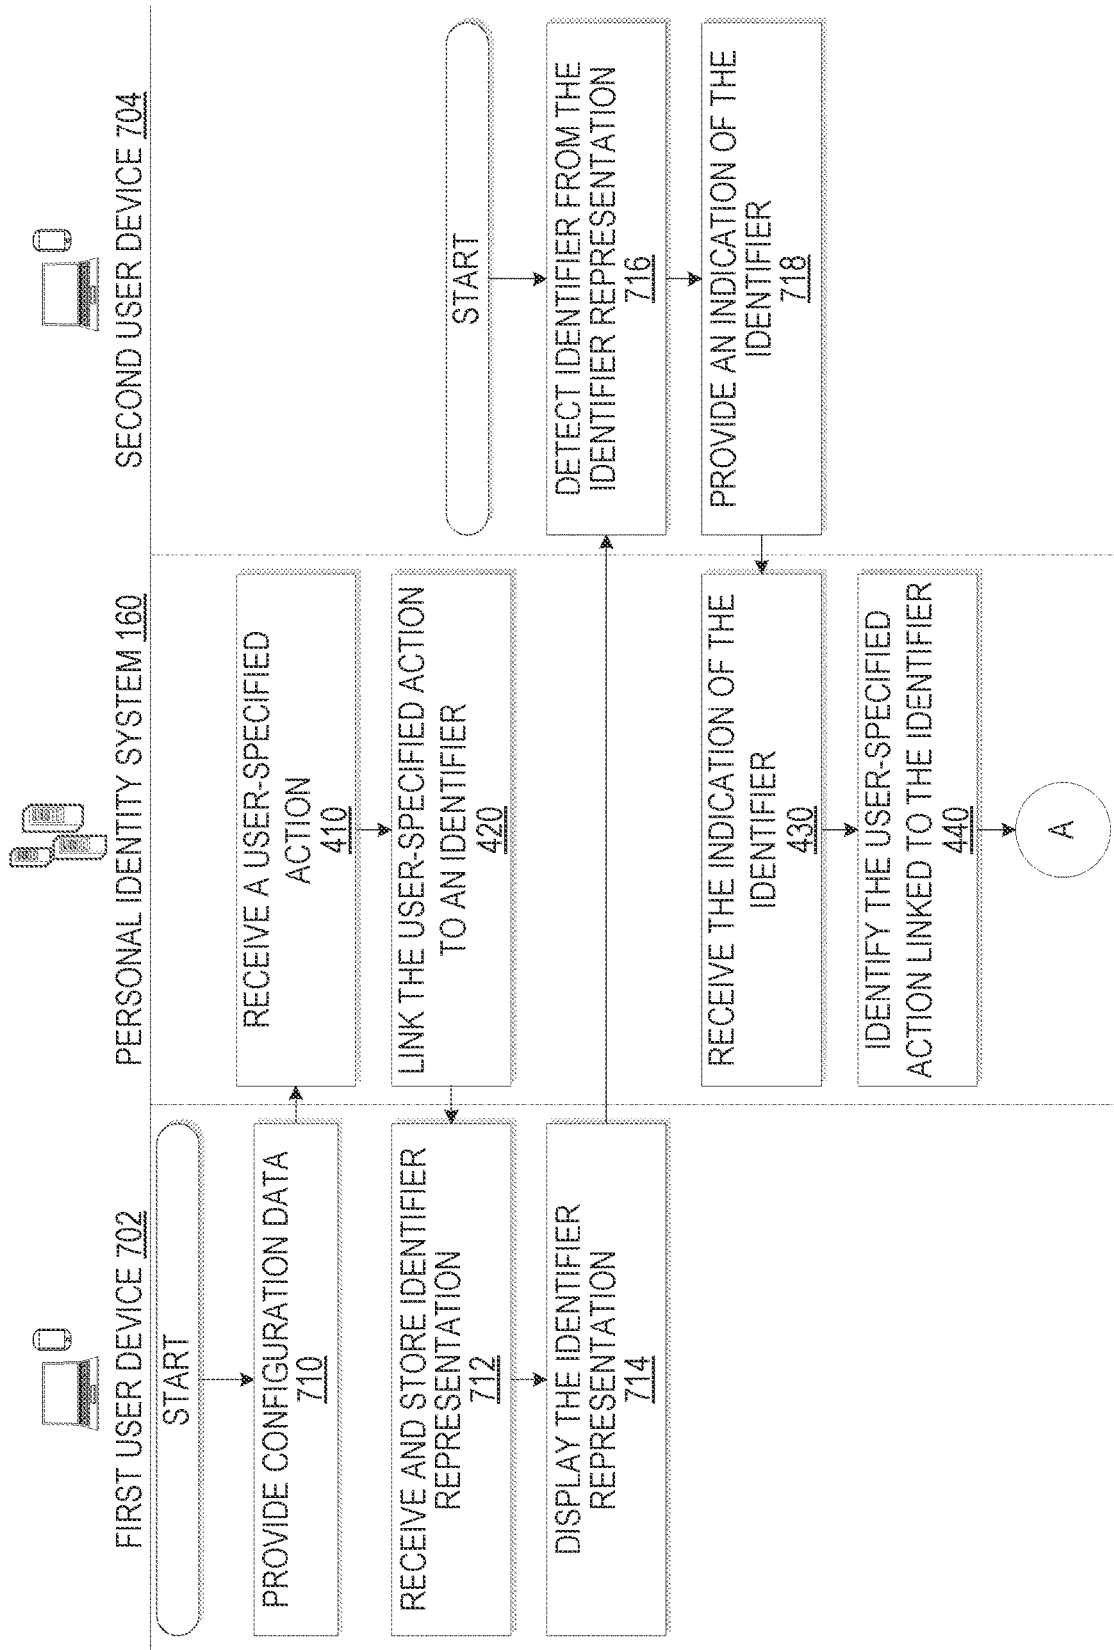 FIRST USER DEVICE 702
START
PROVIDE CONFIGURATION DATA
710
RECEIVE AND STORE IDENTIFIER
REPRESENTATION
712
DISPLAY THE IDENTIFIER
REPRESENTATION
714
PERSONAL IDENTITY SYSTEM 160
RECEIVE A USER-SPECIFIED
ACTION
410
LINK THE USER-SPECIFIED ACTION
TO AN IDENTIFIER
420
RECEIVE THE INDICATION OF THE
IDENTIFIER
430
IDENTIFY THE USER-SPECIFIED
ACTION LINKED TO THE IDENTIFIER
440
A
SECOND USER DEVICE 704
START
DETECT IDENTIFIER FROM THE
IDENTIFIER REPRESENTATION
716
PROVIDE AN INDICATION OF THE
IDENTIFIER
718